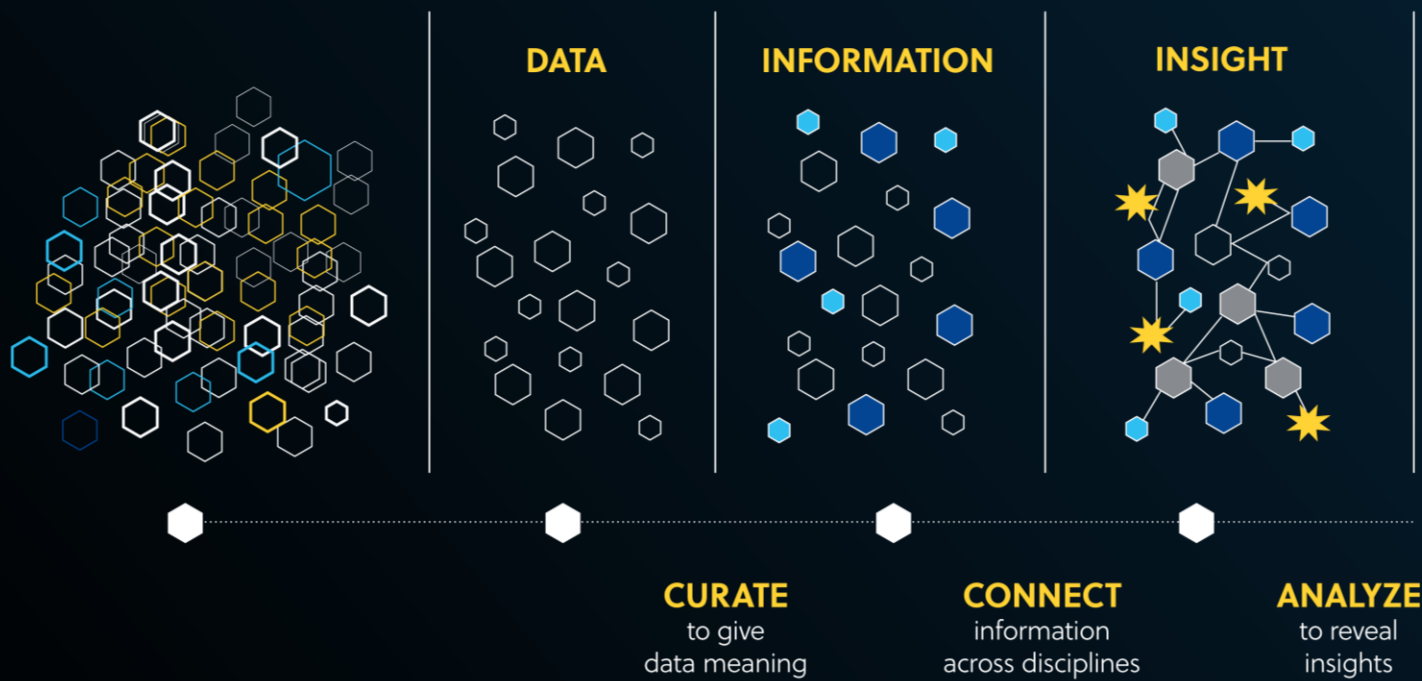 DATA
INFORMATION
INSIGHT
CURATE
to give
data meaning
CONNECT
information
across disciplines
ANALYZE
to reveal
insights